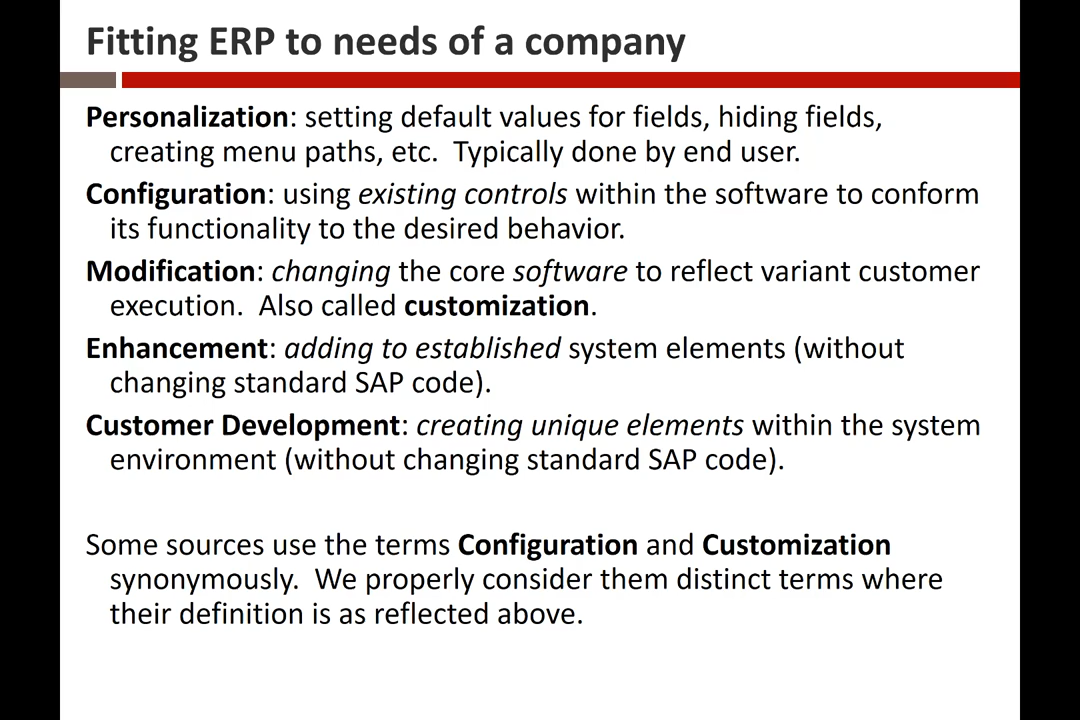 Fitting ERP to needs of a company
Personalization: setting default values for fields, hiding fields,
creating menu paths, etc.  Typically done by end user.
Configuration: using existing controls within the software to conform
its functionality to the desired behavior.
Modification: changing the core software to reflect variant customer
execution.  Also called customization.
Enhancement: adding to established system elements (without
changing standard SAP code).
Customer Development: creating unique elements within the system
environment (without changing standard SAP code).
Some sources use the terms Configuration and Customization
synonymously.  We properly consider them distinct terms where
their definition is as reflected above.